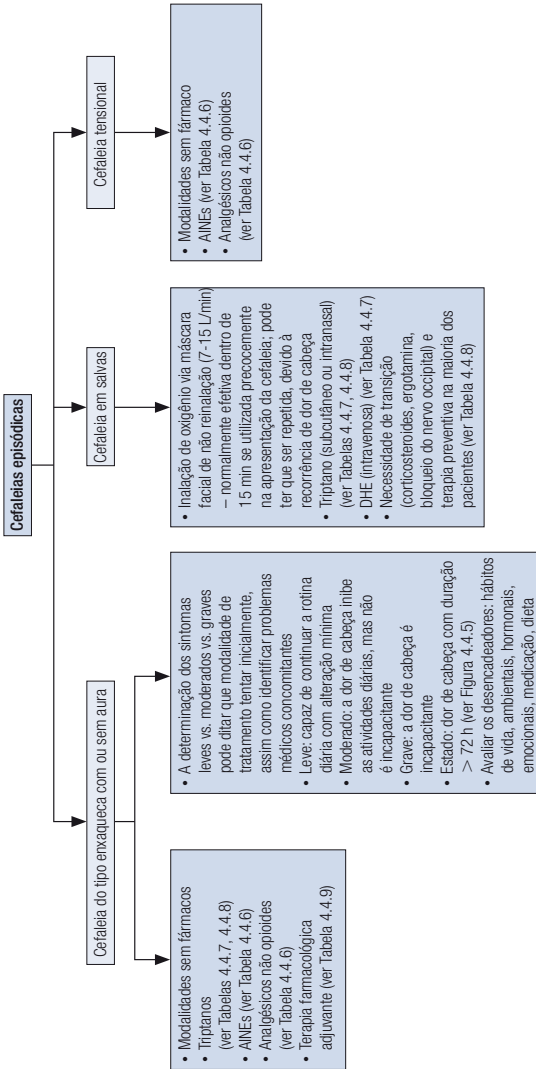 Cefaleias episódicas
Cefaleia do tipo enxaqueca com ou sem aura
• Modalidades sem fármacos
• Triptanos
(ver Tabelas 4.4.7, 4.4.8)
• AINEs (ver Tabela 4.4.6)
• Analgésicos não opioides
(ver Tabela 4.4.6)
• Terapia farmacológica
adjuvante (ver Tabela 4.4.9)
• A determinação dos sintomas
leves vs. moderados vs. graves
pode ditar que modalidade de
tratamento tentar inicialmente,
assim como identificar problemas
médicos concomitantes
• Leve: capaz de continuar a rotina
diária com alteração mínima
• Moderado: a dor de cabeça inibe
as atividades diárias, mas não
é incapacitante
• Grave: a dor de cabeça é
incapacitante
• Estado: dor de cabeça com duração
> 72 h (ver Figura 4.4.5)
• Avaliar os desencadeadores: hábitos
de vida, ambientais, hormonais,
emocionais, medicação, dieta
Cefaleia em salvas
• Inalação de oxigênio via máscara
facial de não reinalação (7-15 L/min)
– normalmente efetiva dentro de
15 min se utilizada precocemente
na apresentação da cefaleia; pode
ter que ser repetida, devido à
recorrência de dor de cabeça
• Triptano (subcutâneo ou intranasal)
(ver Tabelas 4.4.7, 4.4.8)
• DHE (intravenosa) (ver Tabela 4.4.7)
• Necessidade de transição
(corticosteroides, ergotamina,
bloqueio do nervo occipital) e
terapia preventiva na maioria dos
pacientes (ver Tabela 4.4.8)
Cefaleia tensional
• Modalidades sem fármaco
• AINEs (ver Tabela 4.4.6)
• Analgésicos não opioides
(ver Tabela 4.4.6)